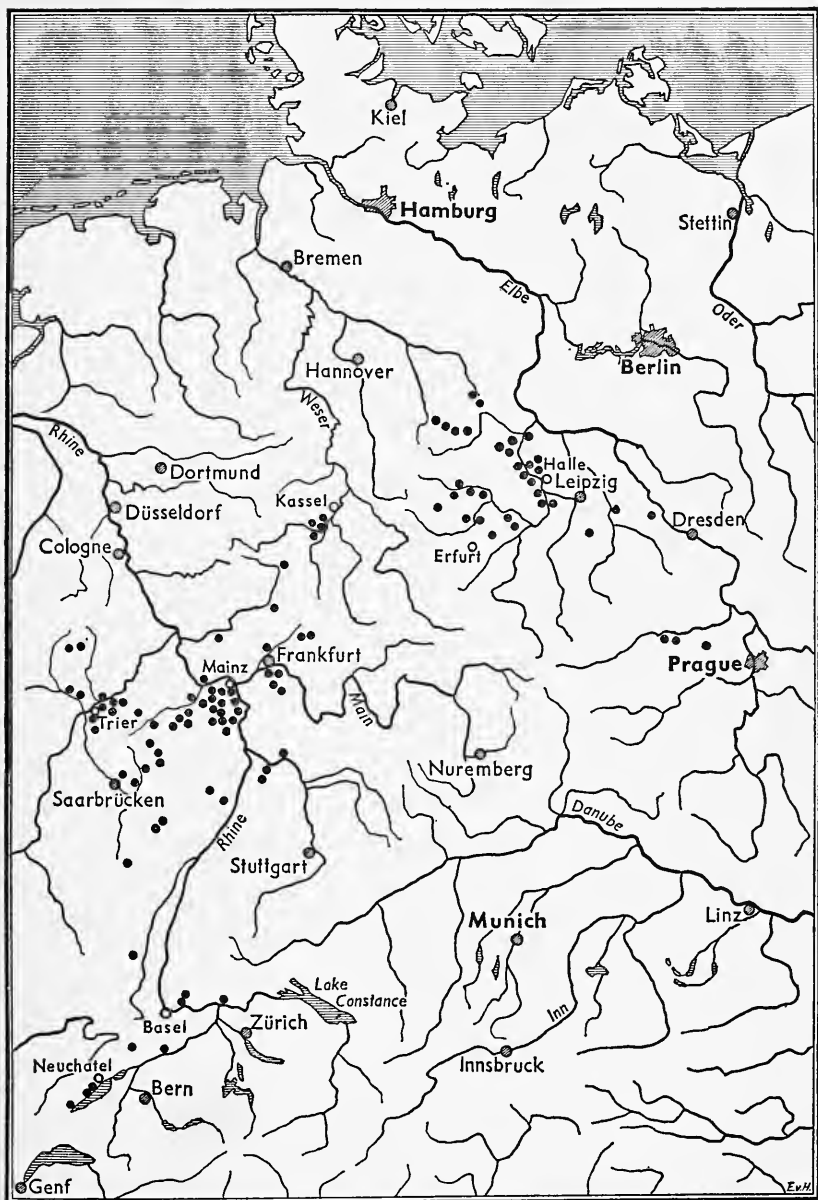 Kiel
Hamburg
Stettin
Bremen
Elbe
Oder
Hannover
Berlin
Weser
Rhine
Dortmund
Halle
Leipzig
Kassel
Düsseldorf
Dresden
Cologne
Erfurt
Mainz
Frankfurt
Prague
Trier
Main
Nuremberg
Saarbrücken
Danube
Rhine
Stuttgart
Linz
Munich
Lake
Constance
Inn
Basel
Zürich
Neuchatel
Innsbruck
Bern
Genf
E.v.H.